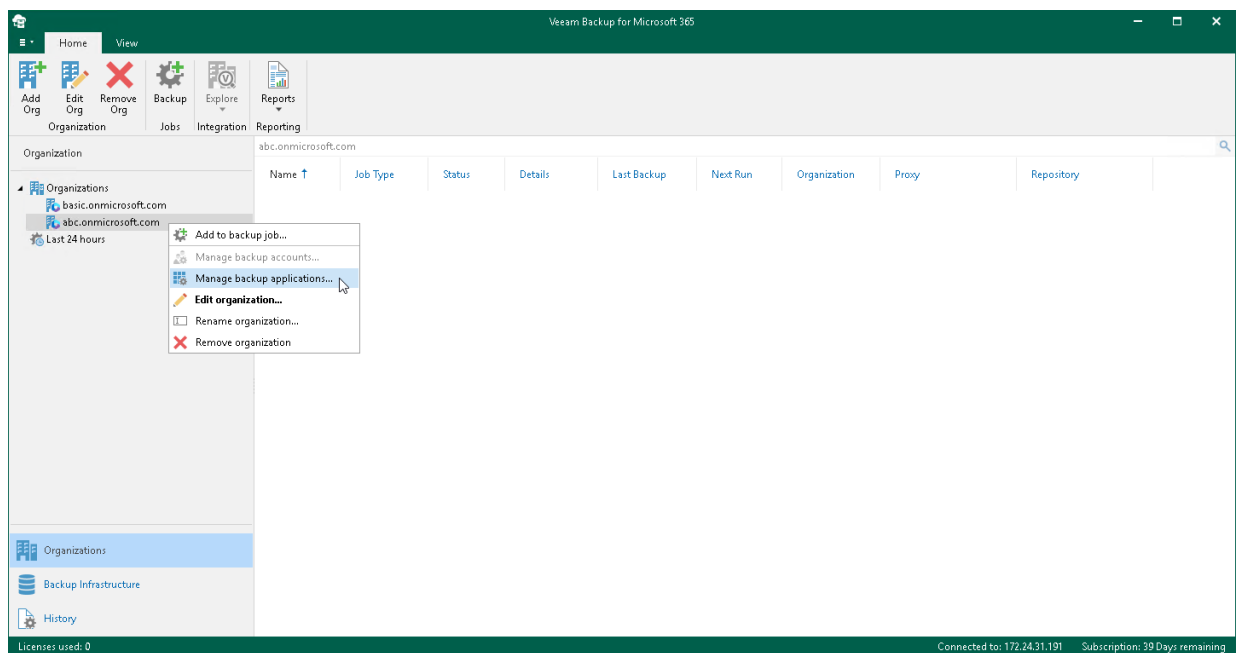 Veeam Backup for Microsoft 365
Home View
Add Org Edit Org Remove Org Backup Explore Reports
Organization Jobs Integration Reporting
Organization
abc.onmicrosoft.com
Name Job Type Status Details Last Backup Next Run Organization Proxy Repository
Organizations
basic.onmicrosoft.com
abc.onmicrosoft.com
Last 24 hours
Add to backup job...
Manage backup accounts...
Manage backup applications...
Edit organization...
Rename organization...
Remove organization
Organizations
Backup Infrastructure
History
Licenses used: 0 Connected to: 172.24.31.191 Subscription: 39 Days remaining